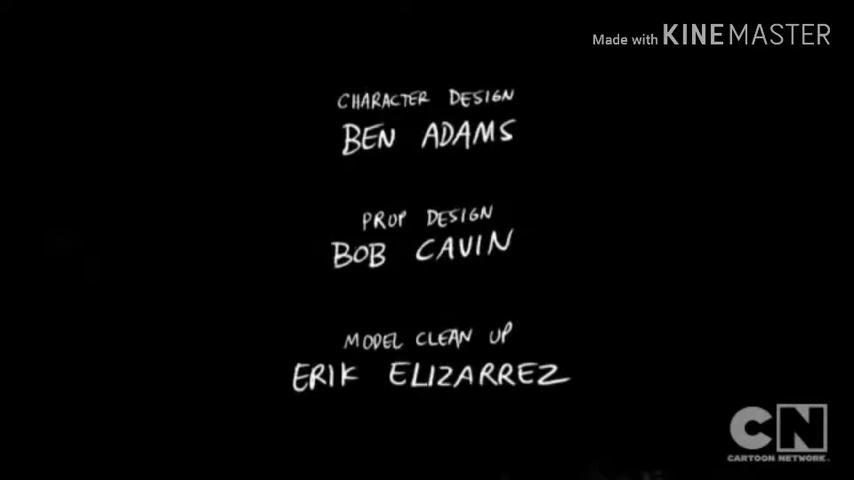 Made with KINEMASTER
CHARACTER DESIGN
BEN ADAMS
PROP DESIGN
BOB CAVIN
MODEL CLEAN UP
ERIK ELIZARREZ
CN
CARTOON NETWORK